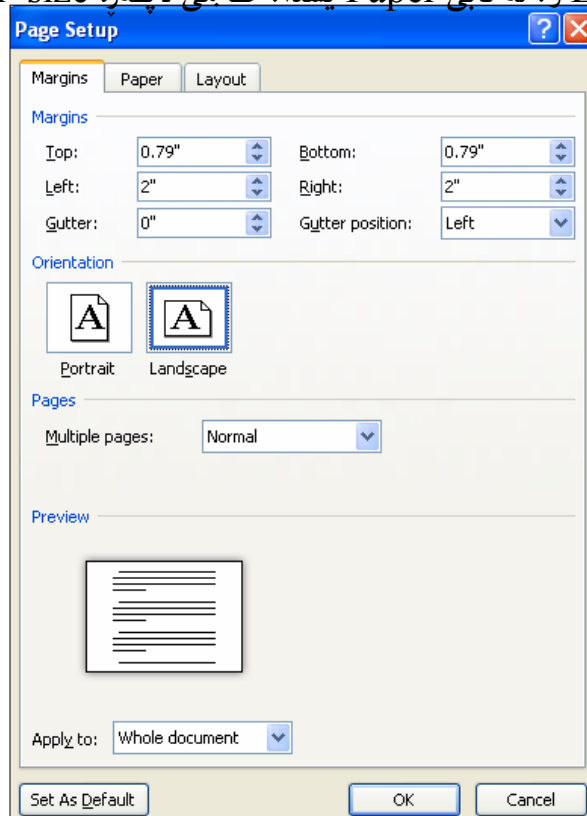 Paper size
Page Setup
Margins Paper Layout
Margins
Top: 0.79" Bottom: 0.79"
Left: 2" Right: 2"
Gutter: 0" Gutter position: Left
Orientation
A A
Portrait Landscape
Pages
Multiple pages: Normal
Preview
Apply to: Whole document
Set As Default OK Cancel